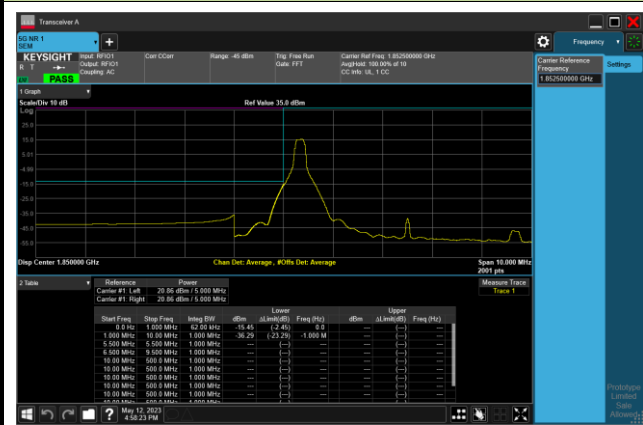 Transceiver A
5G NR 1
SEM
Frequency
KEYSIGHT
R T
PASS
Input: RFIO1
Output: RFIO1
Coupling: AC
Corr CCorr
Range: -45 dBm
Trig: Free Run
Gate: FFT
Carrier Ref Freq: 1.852500000 GHz
Avg|Hold: 100.00% of 10
CC Info: UL, 1 CC
Carrier Reference
Frequency
1.852500000 GHz
Settings
1 Graph
Scale/Div 10 dB
Ref Value 35.0 dBm
Log
25.0
15.0
5.01
-4.99
-15.0
-25.0
-35.0
-45.0
-55.0
Disp Center 1.850000 GHz
Chan Det: Average, #Offs Det: Average
Span 10.000 MHz
2001 pts
2 Table
Reference Power
Carrier #1: Left 20.86 dBm / 5.000 MHz
Carrier #1: Right 20.86 dBm / 5.000 MHz
Measure Trace
Trace 1
Lower Upper
Start Freq Stop Freq Integ BW dBm ΔLimit(dB) Freq (Hz) dBm ΔLimit(dB) Freq (Hz)
0.0 Hz 1.000 MHz 62.00 kHz -15.45 (-2.45) 0.0 --- (---) ---
1.000 MHz 10.00 MHz 1.000 MHz -36.29 (-23.29) -1.000 M --- (---) ---
5.500 MHz 5.500 MHz 1.000 MHz --- (---) --- --- (---) ---
6.500 MHz 9.500 MHz 1.000 MHz --- (---) --- --- (---) ---
10.00 MHz 500.0 MHz 1.000 MHz --- (---) --- --- (---) ---
10.00 MHz 500.0 MHz 1.000 MHz --- (---) --- --- (---) ---
10.00 MHz 500.0 MHz 1.000 MHz --- (---) --- --- (---) ---
10.00 MHz 500.0 MHz 1.000 MHz --- (---) --- --- (---) ---
10.00 MHz 500.0 MHz 1.000 MHz
May 12, 2023
4:58:23 PM
Prototype
Limited
Sale
Allowed